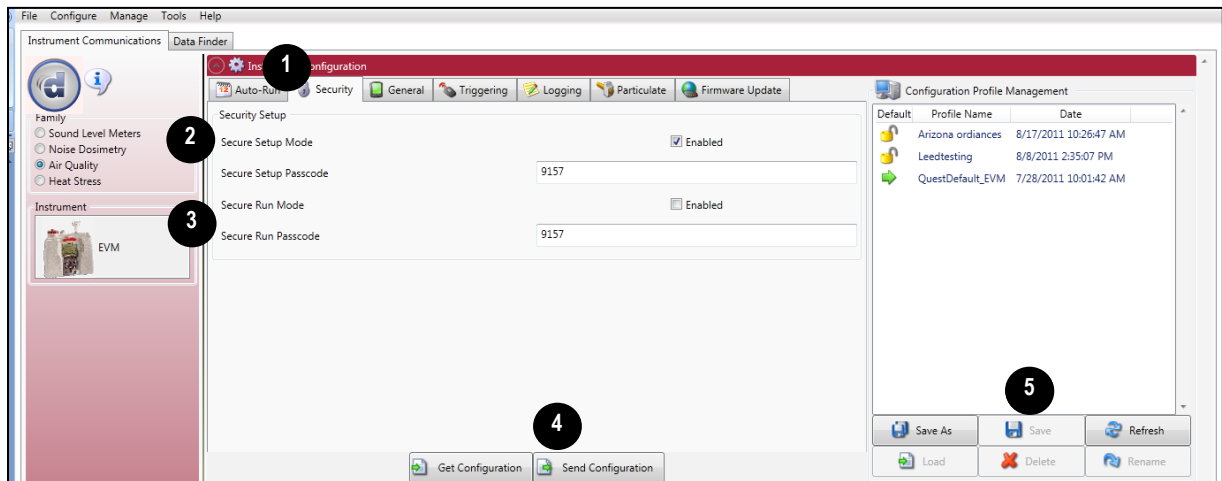 File Configure Manage Tools Help
Instrument Communications Data Finder
1
Configuration
Auto-Run Security General Triggering Logging Particulate Firmware Update
Family
Sound Level Meters
Noise Dosimetry
Air Quality
Heat Stress
Instrument
EVM
Security Setup
2
Secure Setup Mode Enabled
Secure Setup Passcode 9157
Secure Run Mode Enabled
3
Secure Run Passcode 9157
4
Get Configuration Send Configuration
Configuration Profile Management
Default Profile Name Date
Arizona ordiances 8/17/2011 10:26:47 AM
Leedtesting 8/8/2011 2:35:07 PM
QuestDefault_EVM 7/28/2011 10:01:42 AM
5
Save As Save Refresh
Load Delete Rename